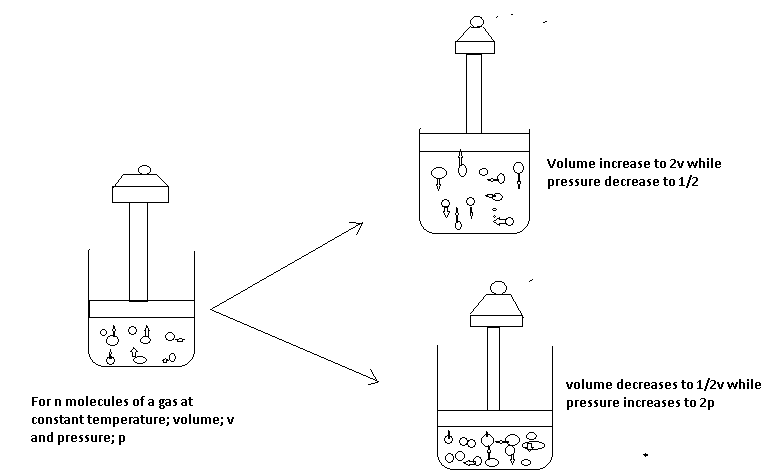 Volume increase to 2v while
pressure decrease to 1/2
volume decreases to 1/2v while
pressure increases to 2p
For n molecules of a gas at
constant temperature; volume; v
and pressure; p